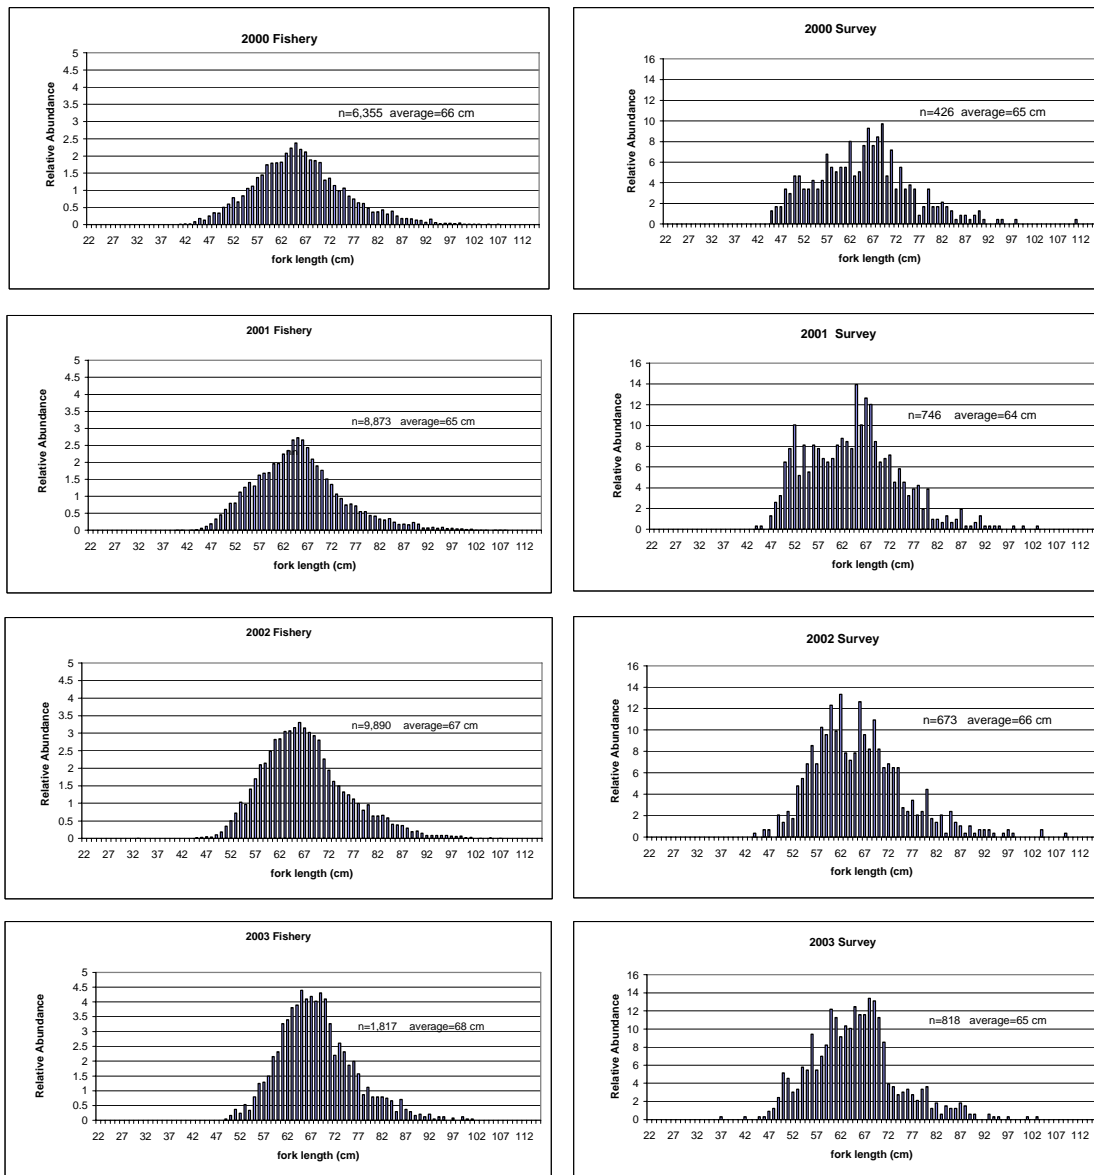 2000 Fishery
5
4.5
4
3.5
3
2.5
2
1.5
1
0.5
0
Relative Abundance
n=6,355 average=66 cm
22 27 32 37 42 47 52 57 62 67 72 77 82 87 92 97 102 107 112
fork length (cm)
2000 Survey
16
14
12
10
8
6
4
2
0
Relative Abundance
n=426 average=65 cm
22 27 32 37 42 47 52 57 62 67 72 77 82 87 92 97 102 107 112
fork length (cm)
2001 Fishery
5
4.5
4
3.5
3
2.5
2
1.5
1
0.5
0
Relative Abundance
n=8,873 average=65 cm
22 27 32 37 42 47 52 57 62 67 72 77 82 87 92 97 102 107 112
fork length (cm)
2001 Survey
16
14
12
10
8
6
4
2
0
Relative Abundance
n=746 average=64 cm
22 27 32 37 42 47 52 57 62 67 72 77 82 87 92 97 102 107 112
fork length (cm)
2002 Fishery
5
4.5
4
3.5
3
2.5
2
1.5
1
0.5
0
Relative Abundance
n=9,890 average=67 cm
22 27 32 37 42 47 52 57 62 67 72 77 82 87 92 97 102 107 112
fork length (cm)
2002 Survey
16
14
12
10
8
6
4
2
0
Relative Abundance
n=673 average=66 cm
22 27 32 37 42 47 52 57 62 67 72 77 82 87 92 97 102 107 112
fork length (cm)
2003 Fishery
5
4.5
4
3.5
3
2.5
2
1.5
1
0.5
0
Relative Abundance
n=1,817 average=68 cm
22 27 32 37 42 47 52 57 62 67 72 77 82 87 92 97 102 107 112
fork length (cm)
2003 Survey
16
14
12
10
8
6
4
2
0
Relative Abundance
n=818 average=65 cm
22 27 32 37 42 47 52 57 62 67 72 77 82 87 92 97 102 107 112
fork length (cm)